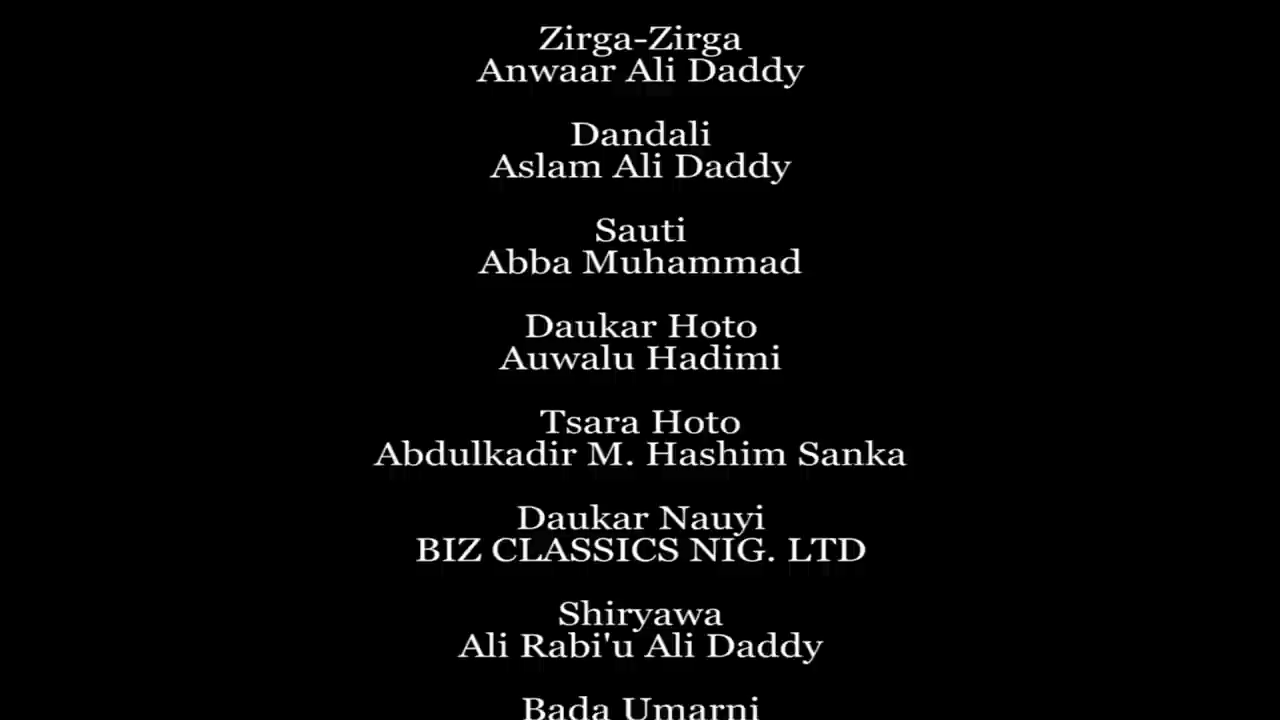 Zirga-Zirga
Anwaar Ali Daddy
Dandali
Aslam Ali Daddy
Sauti
Abba Muhammad
Daukar Hoto
Auwalu Hadimi
Tsara Hoto
Abdulkadir M. Hashim Sanka
Daukar Nauyi
BIZ CLASSICS NIG. LTD
Shiryawa
Ali Rabi'u Ali Daddy
Bada Umarni